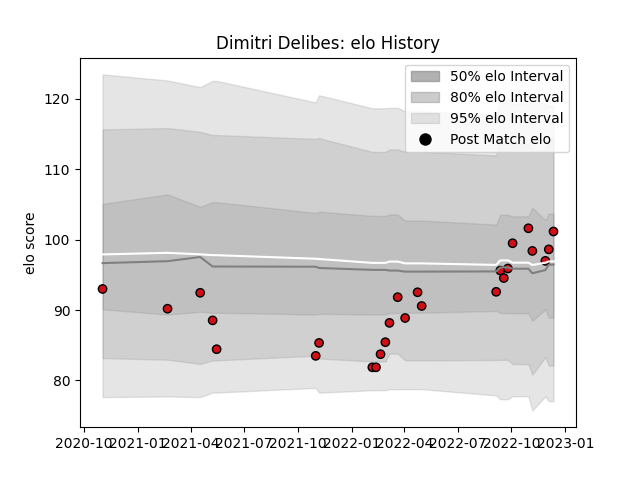 Dimitri Delibes: elo History
50% elo Interval
80% elo Interval
95% elo Interval
Post Match elo
elo score
120
110
100
90
80
2020-10 2021-01 2021-04 2021-07 2021-10 2022-01 2022-04 2022-07 2022-10 2023-01